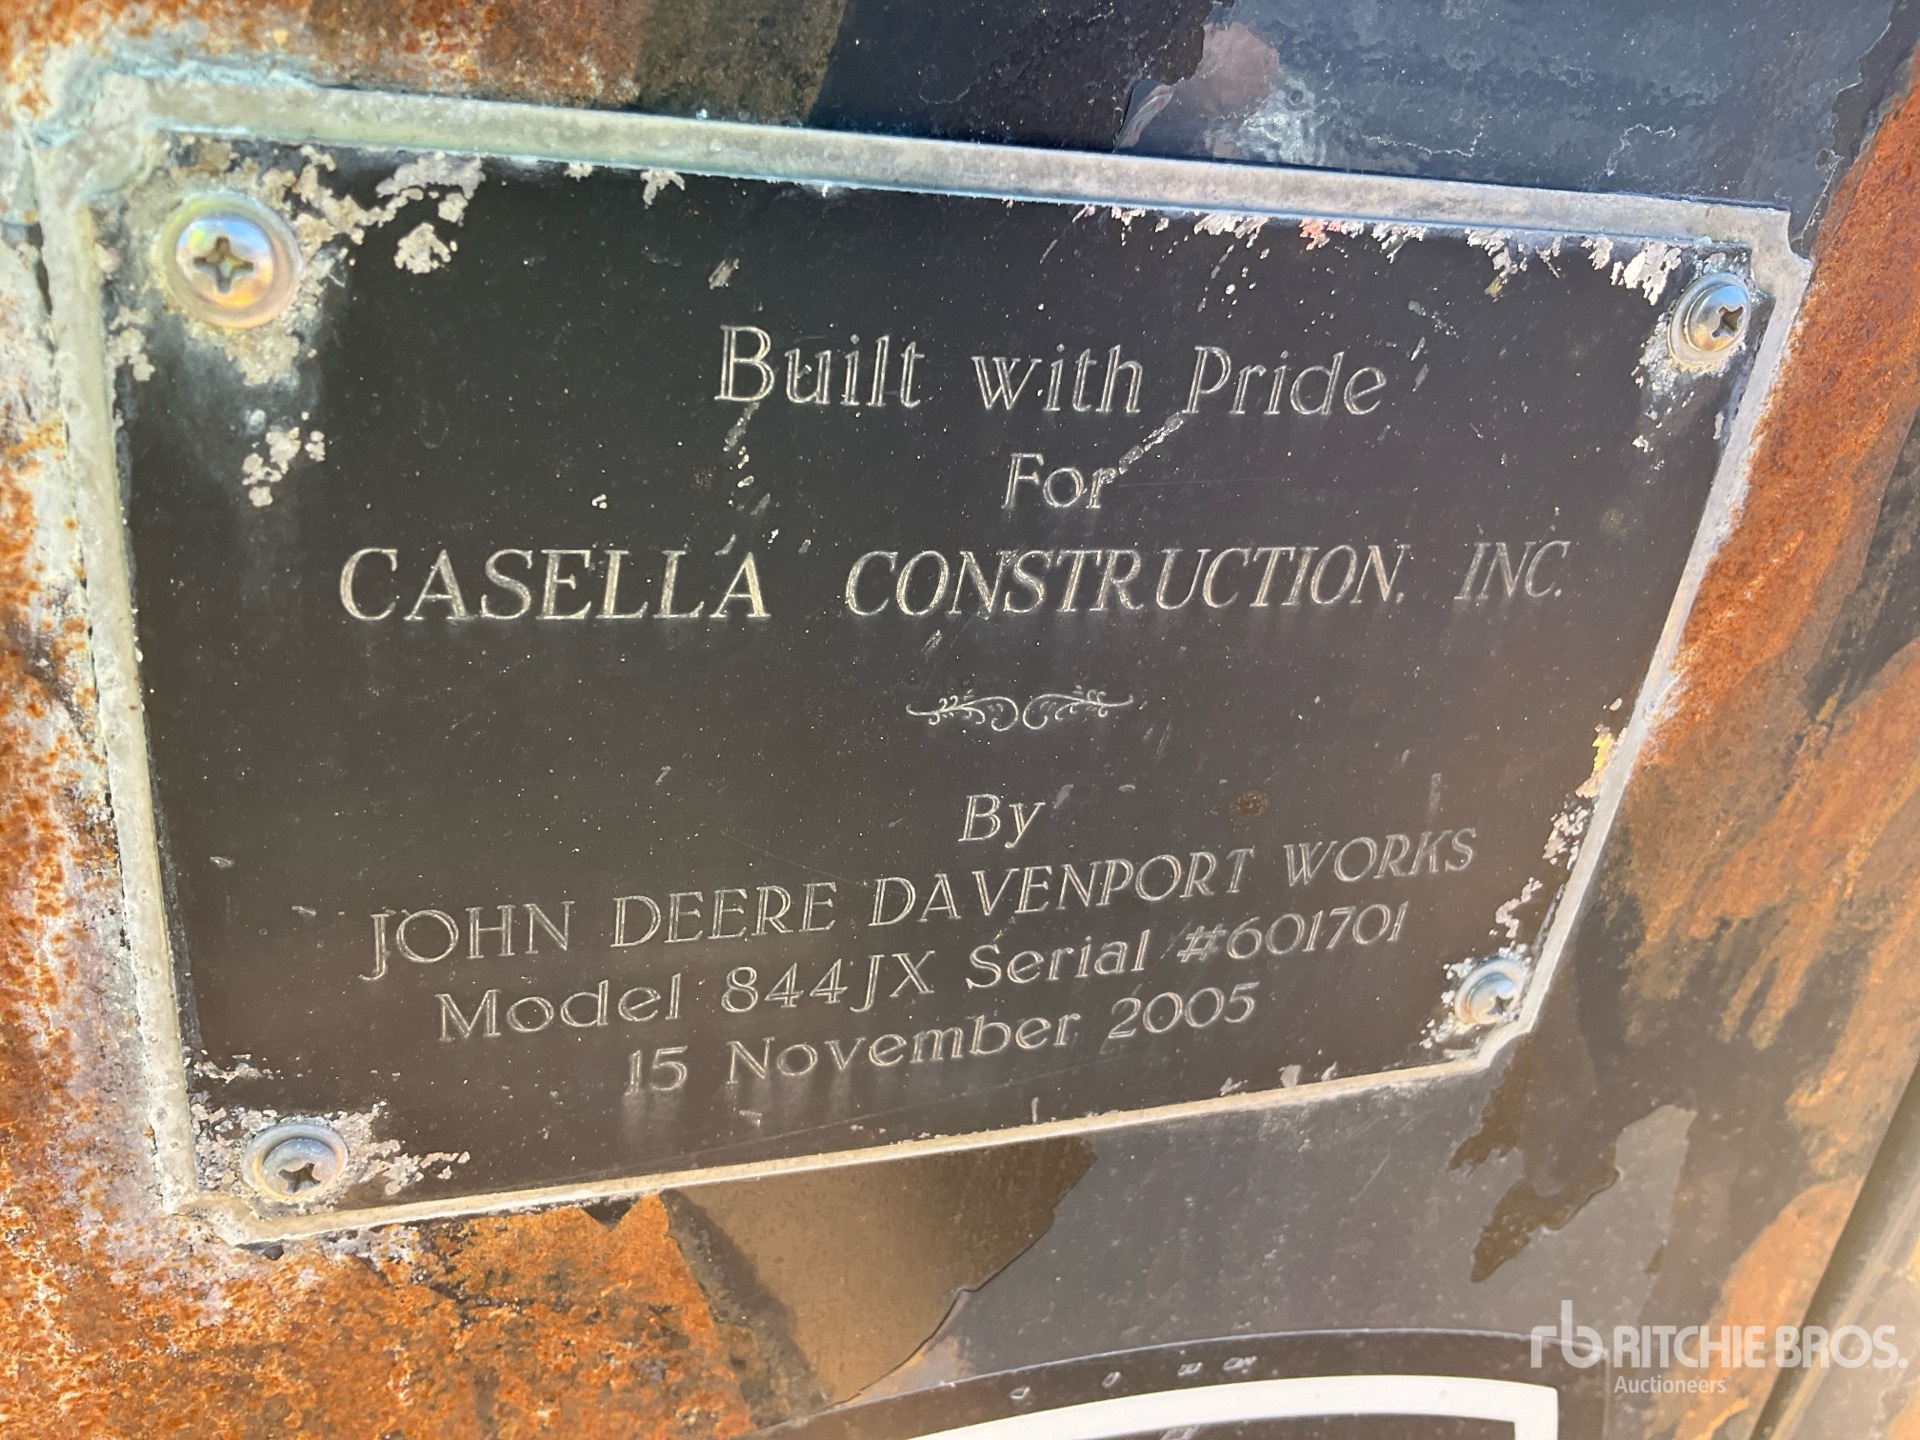 Built with Pride
For
CASELLA CONSTRUCTION, INC.
By
JOHN DEERE DAVENPORT WORKS
Model 844JX Serial #601701
15 November 2005
rb RITCHIE BROS.
Auctioneers